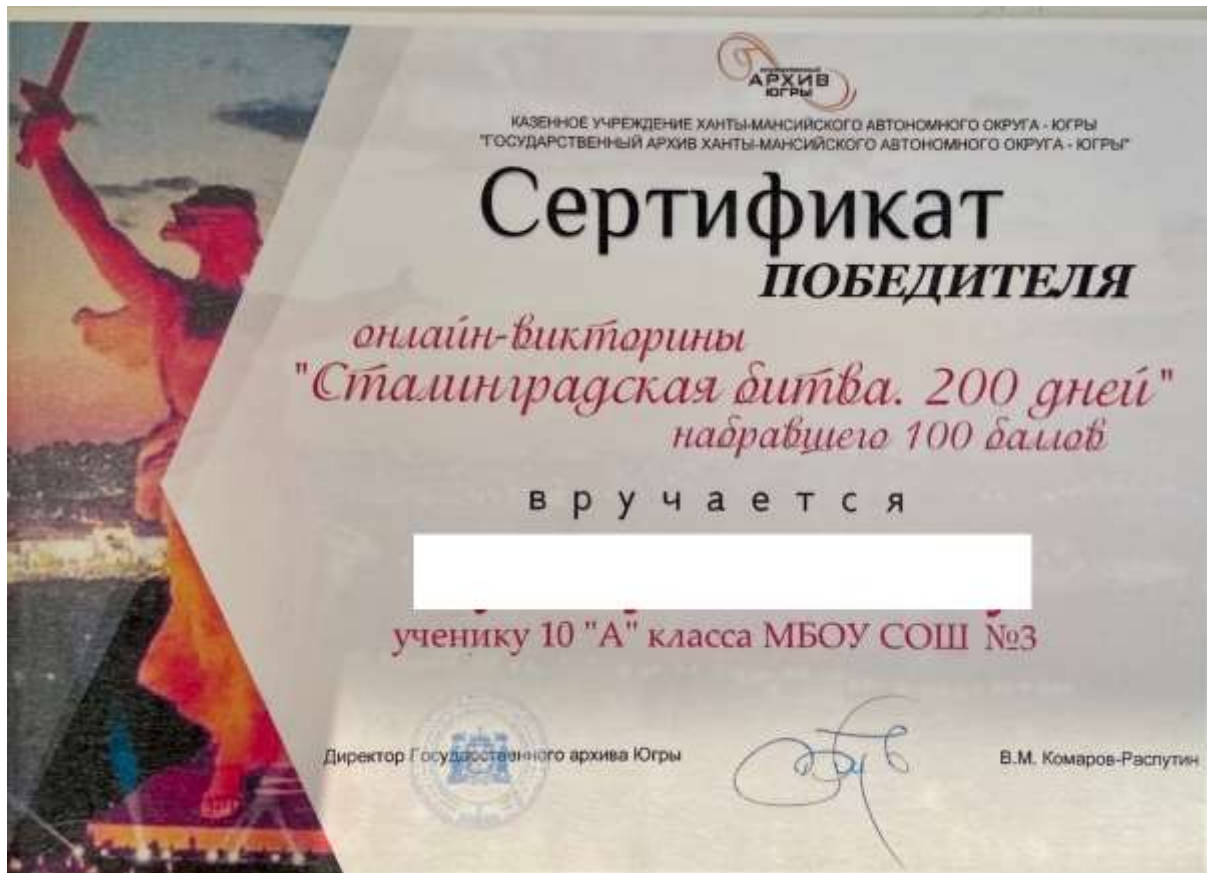 АРХИВ
ЮГРЫ
КАЗЕННОЕ УЧРЕЖДЕНИЕ ХАНТЫ-МАНСИЙСКОГО АВТОНОМНОГО ОКРУГА - ЮГРЫ
"ГОСУДАРСТВЕННЫЙ АРХИВ ХАНТЫ-МАНСИЙСКОГО АВТОНОМНОГО ОКРУГА - ЮГРЫ"
Сертификат
ПОБЕДИТЕЛЯ
онлайн-викторины
"Сталинградская битва. 200 дней"
набравшего 100 баллов
вручается
ученику 10 "А" класса МБОУ СОШ №3
Директор Государственного архива Югры
В.М. Комаров-Распутин